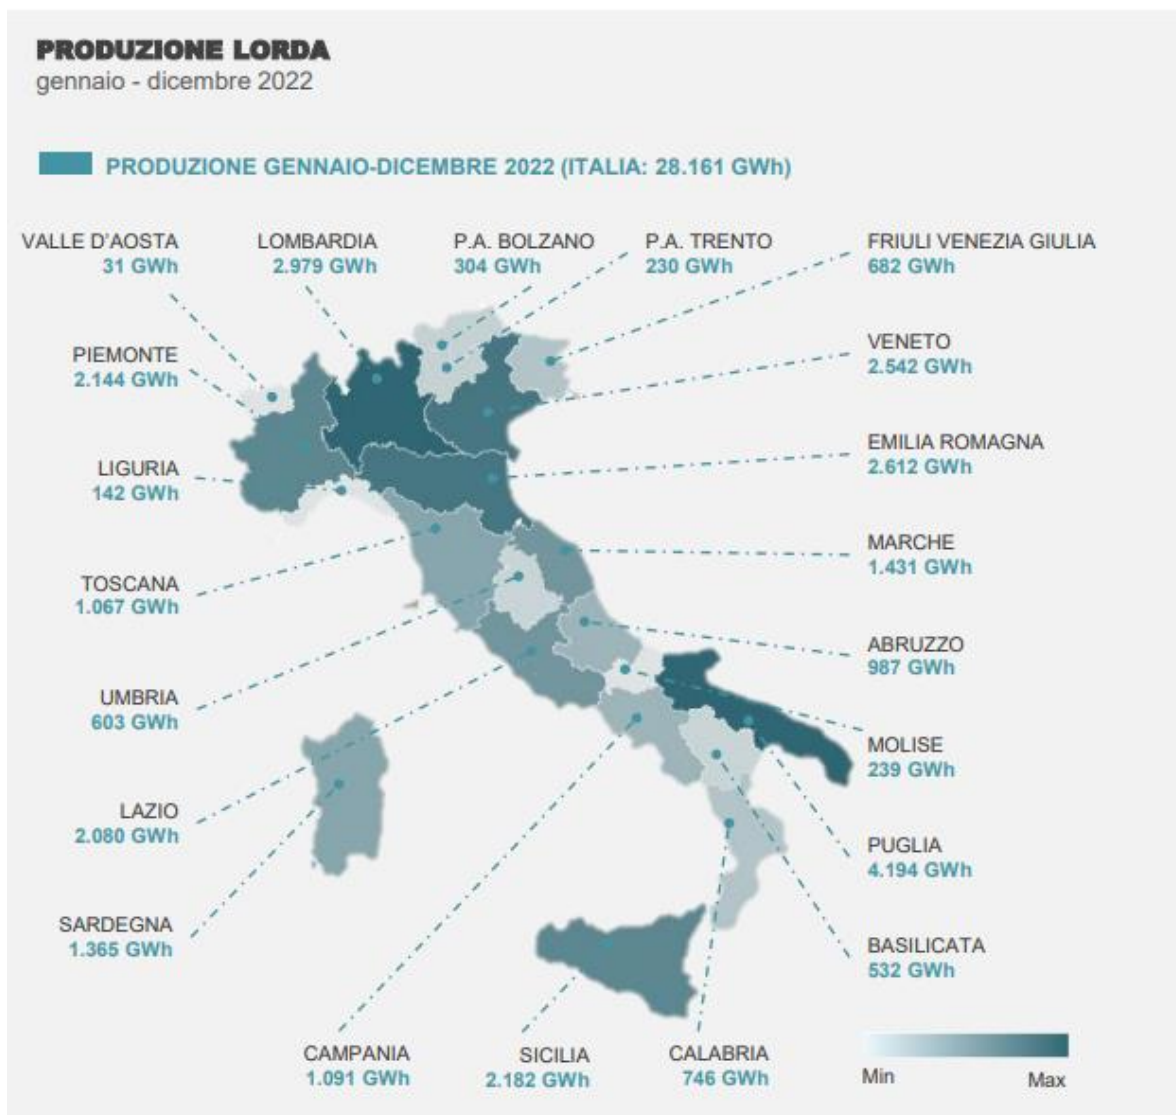 PRODUZIONE LORDA
gennaio - dicembre 2022
PRODUZIONE GENNAIO-DICEMBRE 2022 (ITALIA: 28.161 GWh)
VALLE D'AOSTA
31 GWh
LOMBARDIA
2.979 GWh
P.A. BOLZANO
304 GWh
P.A. TRENTO
230 GWh
FRIULI VENEZIA GIULIA
682 GWh
PIEMONTE
2.144 GWh
VENETO
2.542 GWh
LIGURIA
142 GWh
EMILIA ROMAGNA
2.612 GWh
TOSCANA
1.067 GWh
MARCHE
1.431 GWh
UMBRIA
603 GWh
ABRUZZO
987 GWh
LAZIO
2.080 GWh
MOLISE
239 GWh
SARDEGNA
1.365 GWh
PUGLIA
4.194 GWh
BASILICATA
532 GWh
CAMPANIA
1.091 GWh
SICILIA
2.182 GWh
CALABRIA
746 GWh
Min
Max